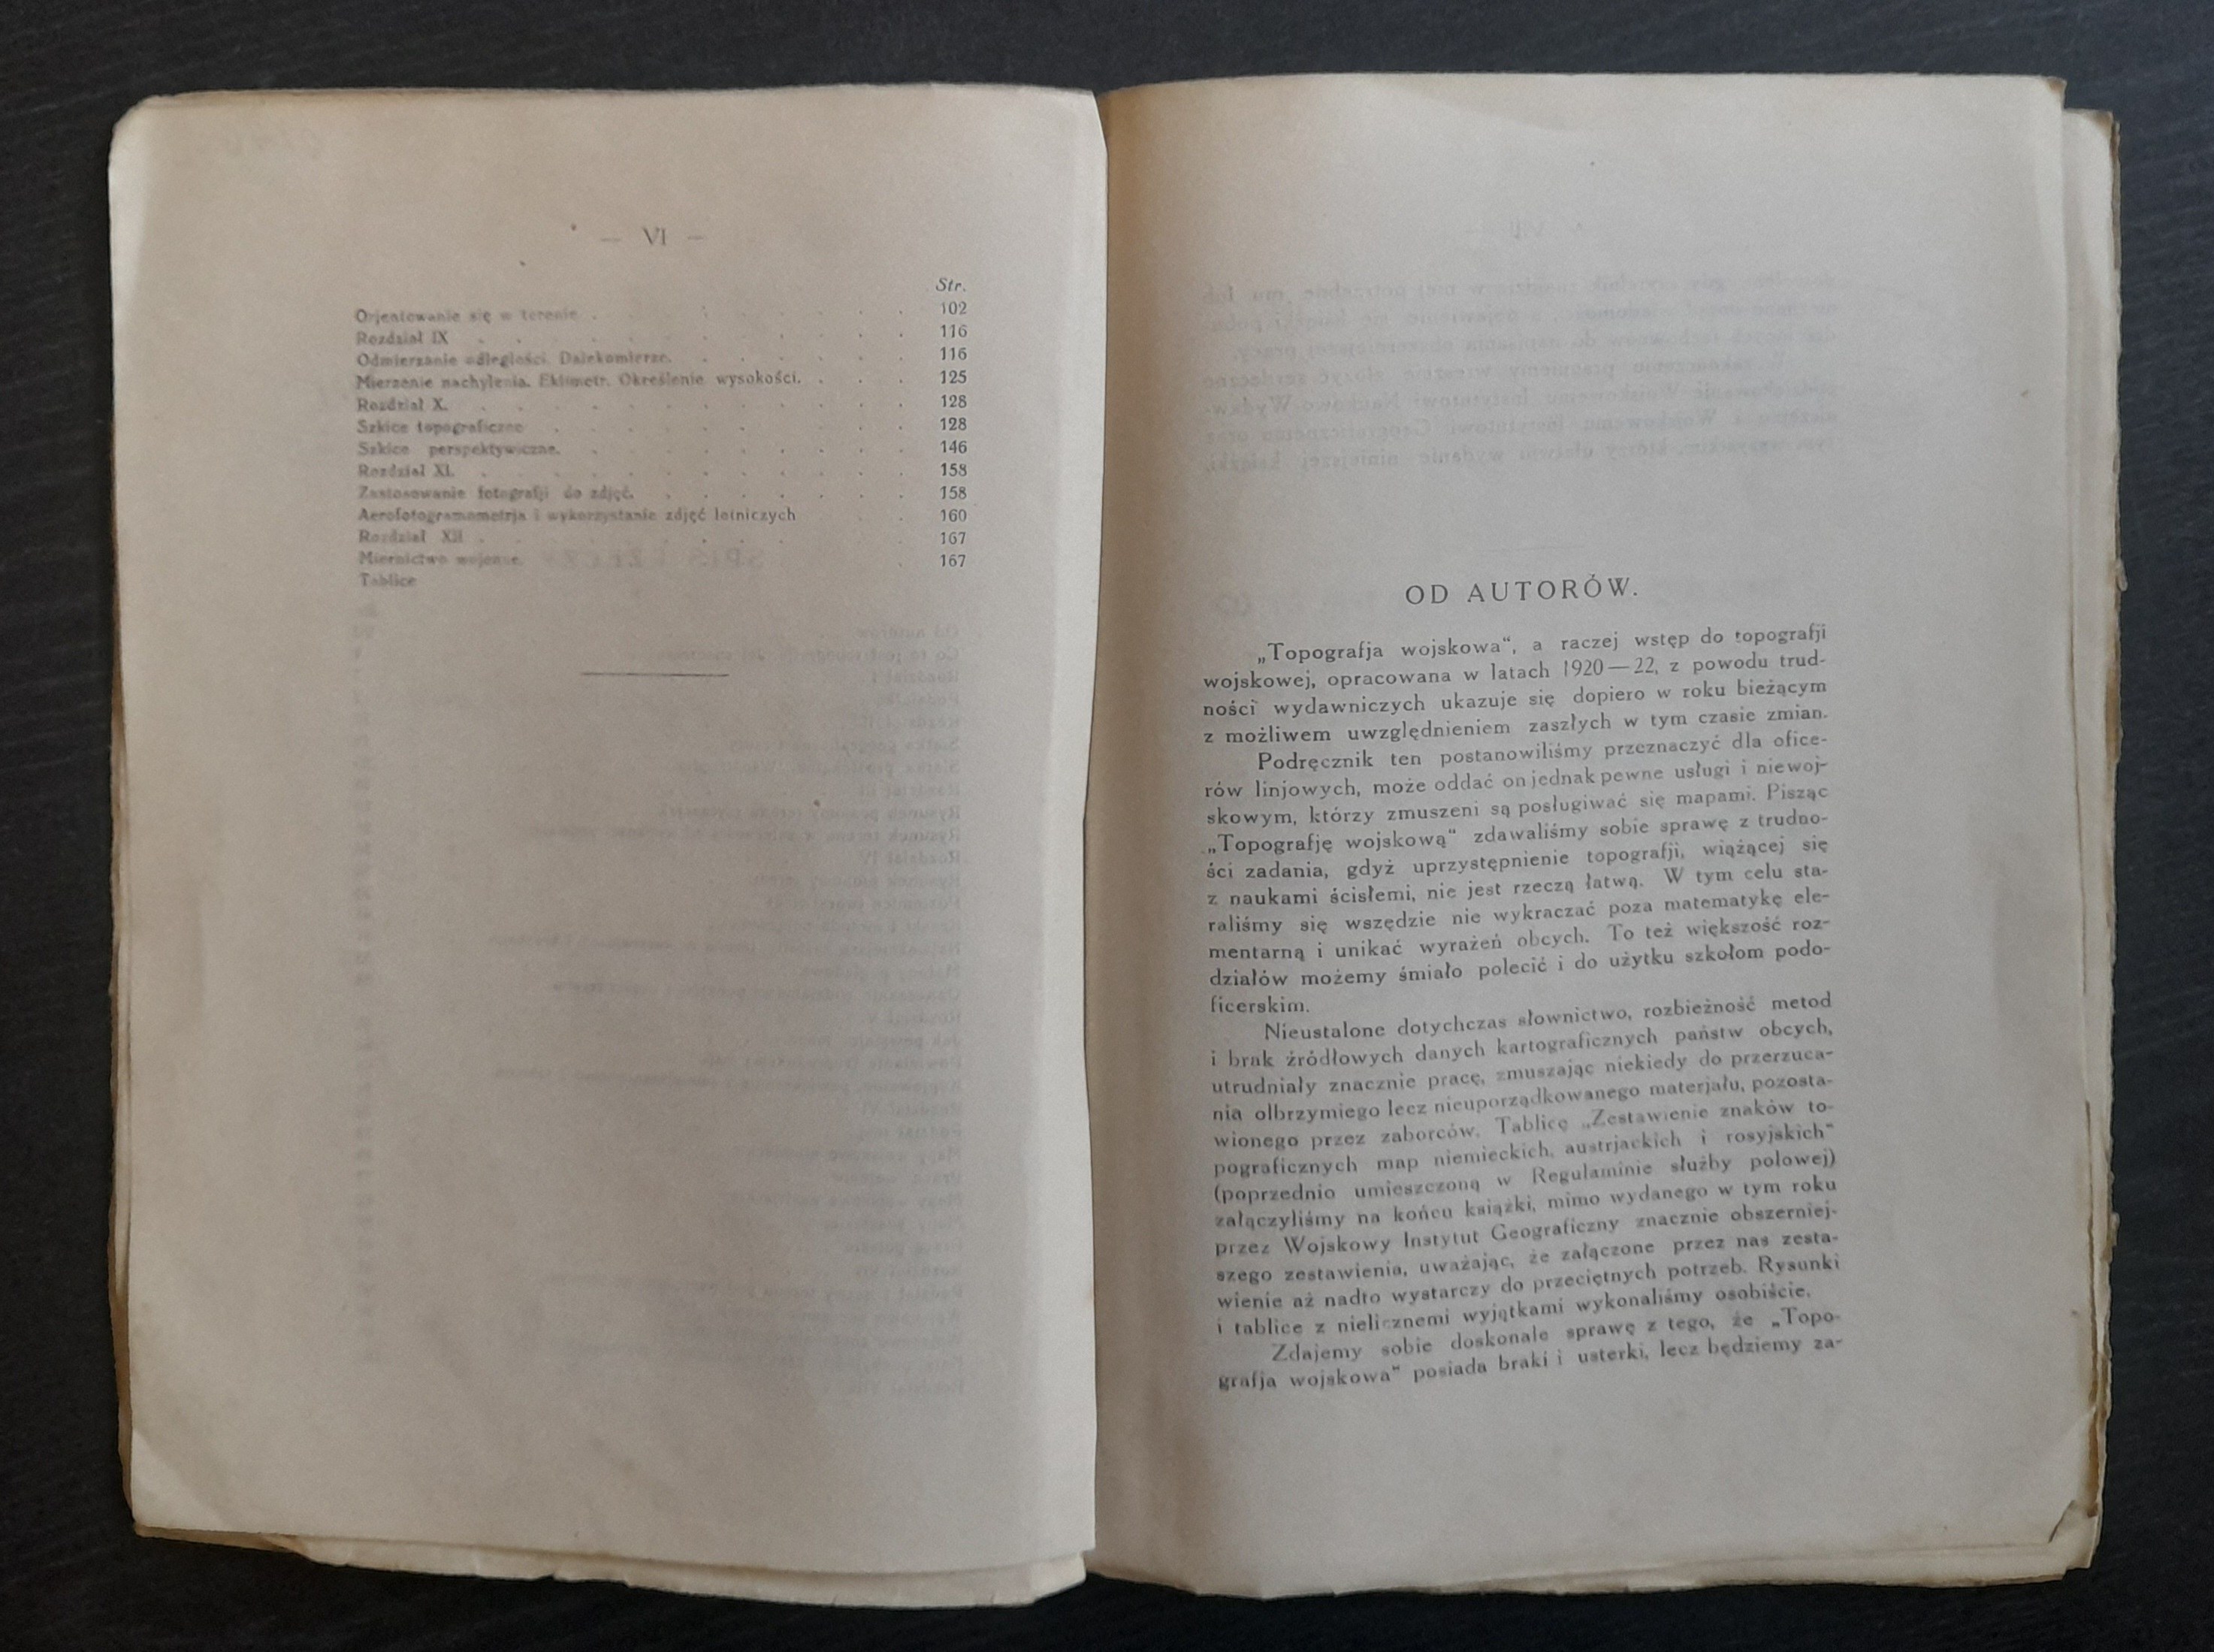 — VI —
Str.
Orjentowanie się w terenie . . . . . . . 102
Rozdział IX . . . . . . . . . 116
Odmierzanie odległości. Dalekomierze. . . . . . 116
Mierzenie nachylenia. Eklimetr. Określenie wysokości. . . . 125
Rozdział X. . . . . . . . . . 128
Szkice topograficzne . . . . . . . . 128
Szkice perspektywiczne. . . . . . . . 146
Rozdział XI. . . . . . . . . . 158
Zastosowanie fotografji do zdjęć. . . . . . . 158
Aerofotogrammetrja i wykorzystanie zdjęć lotniczych . . 160
Rozdział XII . . . . . . . . . 167
Miernictwo wojenne. . 167
Tablice
OD AUTORÓW.
„Topografja wojskowa“, a raczej wstęp do topografji
wojskowej, opracowana w latach 1920—22, z powodu trud-
ności wydawniczych ukazuje się dopiero w roku bieżącym
z możliwem uwzględnieniem zaszłych w tym czasie zmian.
Podręcznik ten postanowiliśmy przeznaczyć dla ofice-
rów linjowych, może oddać on jednak pewne usługi i niewoj-
skowym, którzy zmuszeni są posługiwać się mapami. Pisząc
„Topografję wojskową“ zdawaliśmy sobie sprawę z trudno-
ści zadania, gdyż uprzystępnienie topografji, wiążącej się
z naukami ścisłemi, nie jest rzeczą łatwą. W tym celu sta-
raliśmy się wszędzie nie wykraczać poza matematykę ele-
mentarną i unikać wyrażeń obcych. To też większość roz-
działów możemy śmiało polecić i do użytku szkołom podo-
ficerskim.
Nieustalone dotychczas słownictwo, rozbieżność metod
i brak źródłowych danych kartograficznych państw obcych,
utrudniały znacznie pracę, zmuszając niekiedy do przerzuca-
nia olbrzymiego lecz nieuporządkowanego materjału, pozosta-
wionego przez zaborców. Tablicę „Zestawienie znaków to-
pograficznych map niemieckich, austrjackich i rosyjskich“
(poprzednio umieszczoną w Regulaminie służby polowej)
załączyliśmy na końcu książki, mimo wydanego w tym roku
przez Wojskowy Instytut Geograficzny znacznie obszerniej-
szego zestawienia, uważając, że załączone przez nas zesta-
wienie aż nadto wystarczy do przeciętnych potrzeb. Rysunki
i tablice z nielicznemi wyjątkami wykonaliśmy osobiście.
Zdajemy sobie doskonale sprawę z tego, że „Topo-
grafja wojskowa“ posiada braki i usterki, lecz będziemy za-